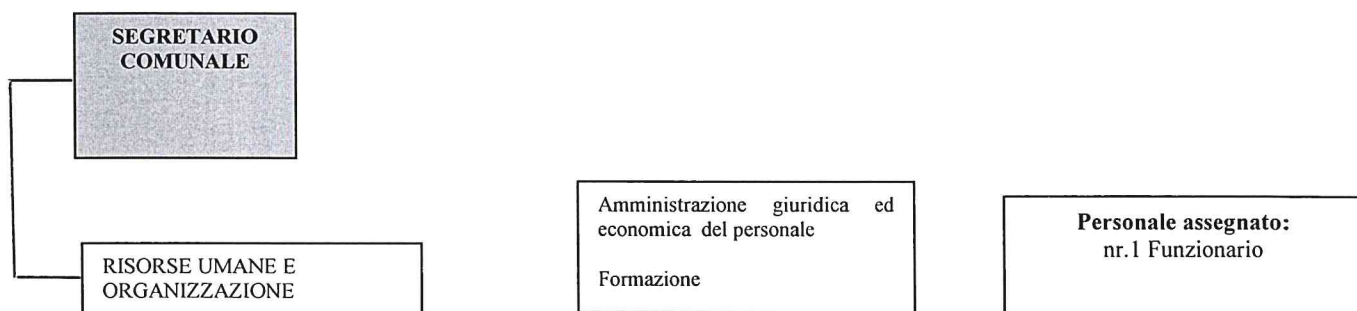 SEGRETARIO
COMUNALE
RISORSE UMANE E
ORGANIZZAZIONE
Amministrazione giuridica ed
economica del personale
Formazione
Personale assegnato:
nr.1 Funzionario